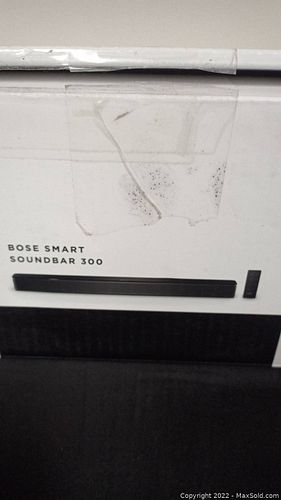 BOSE SMART
SOUNDBAR 300
Copyright © 2022 - MaxSold.com